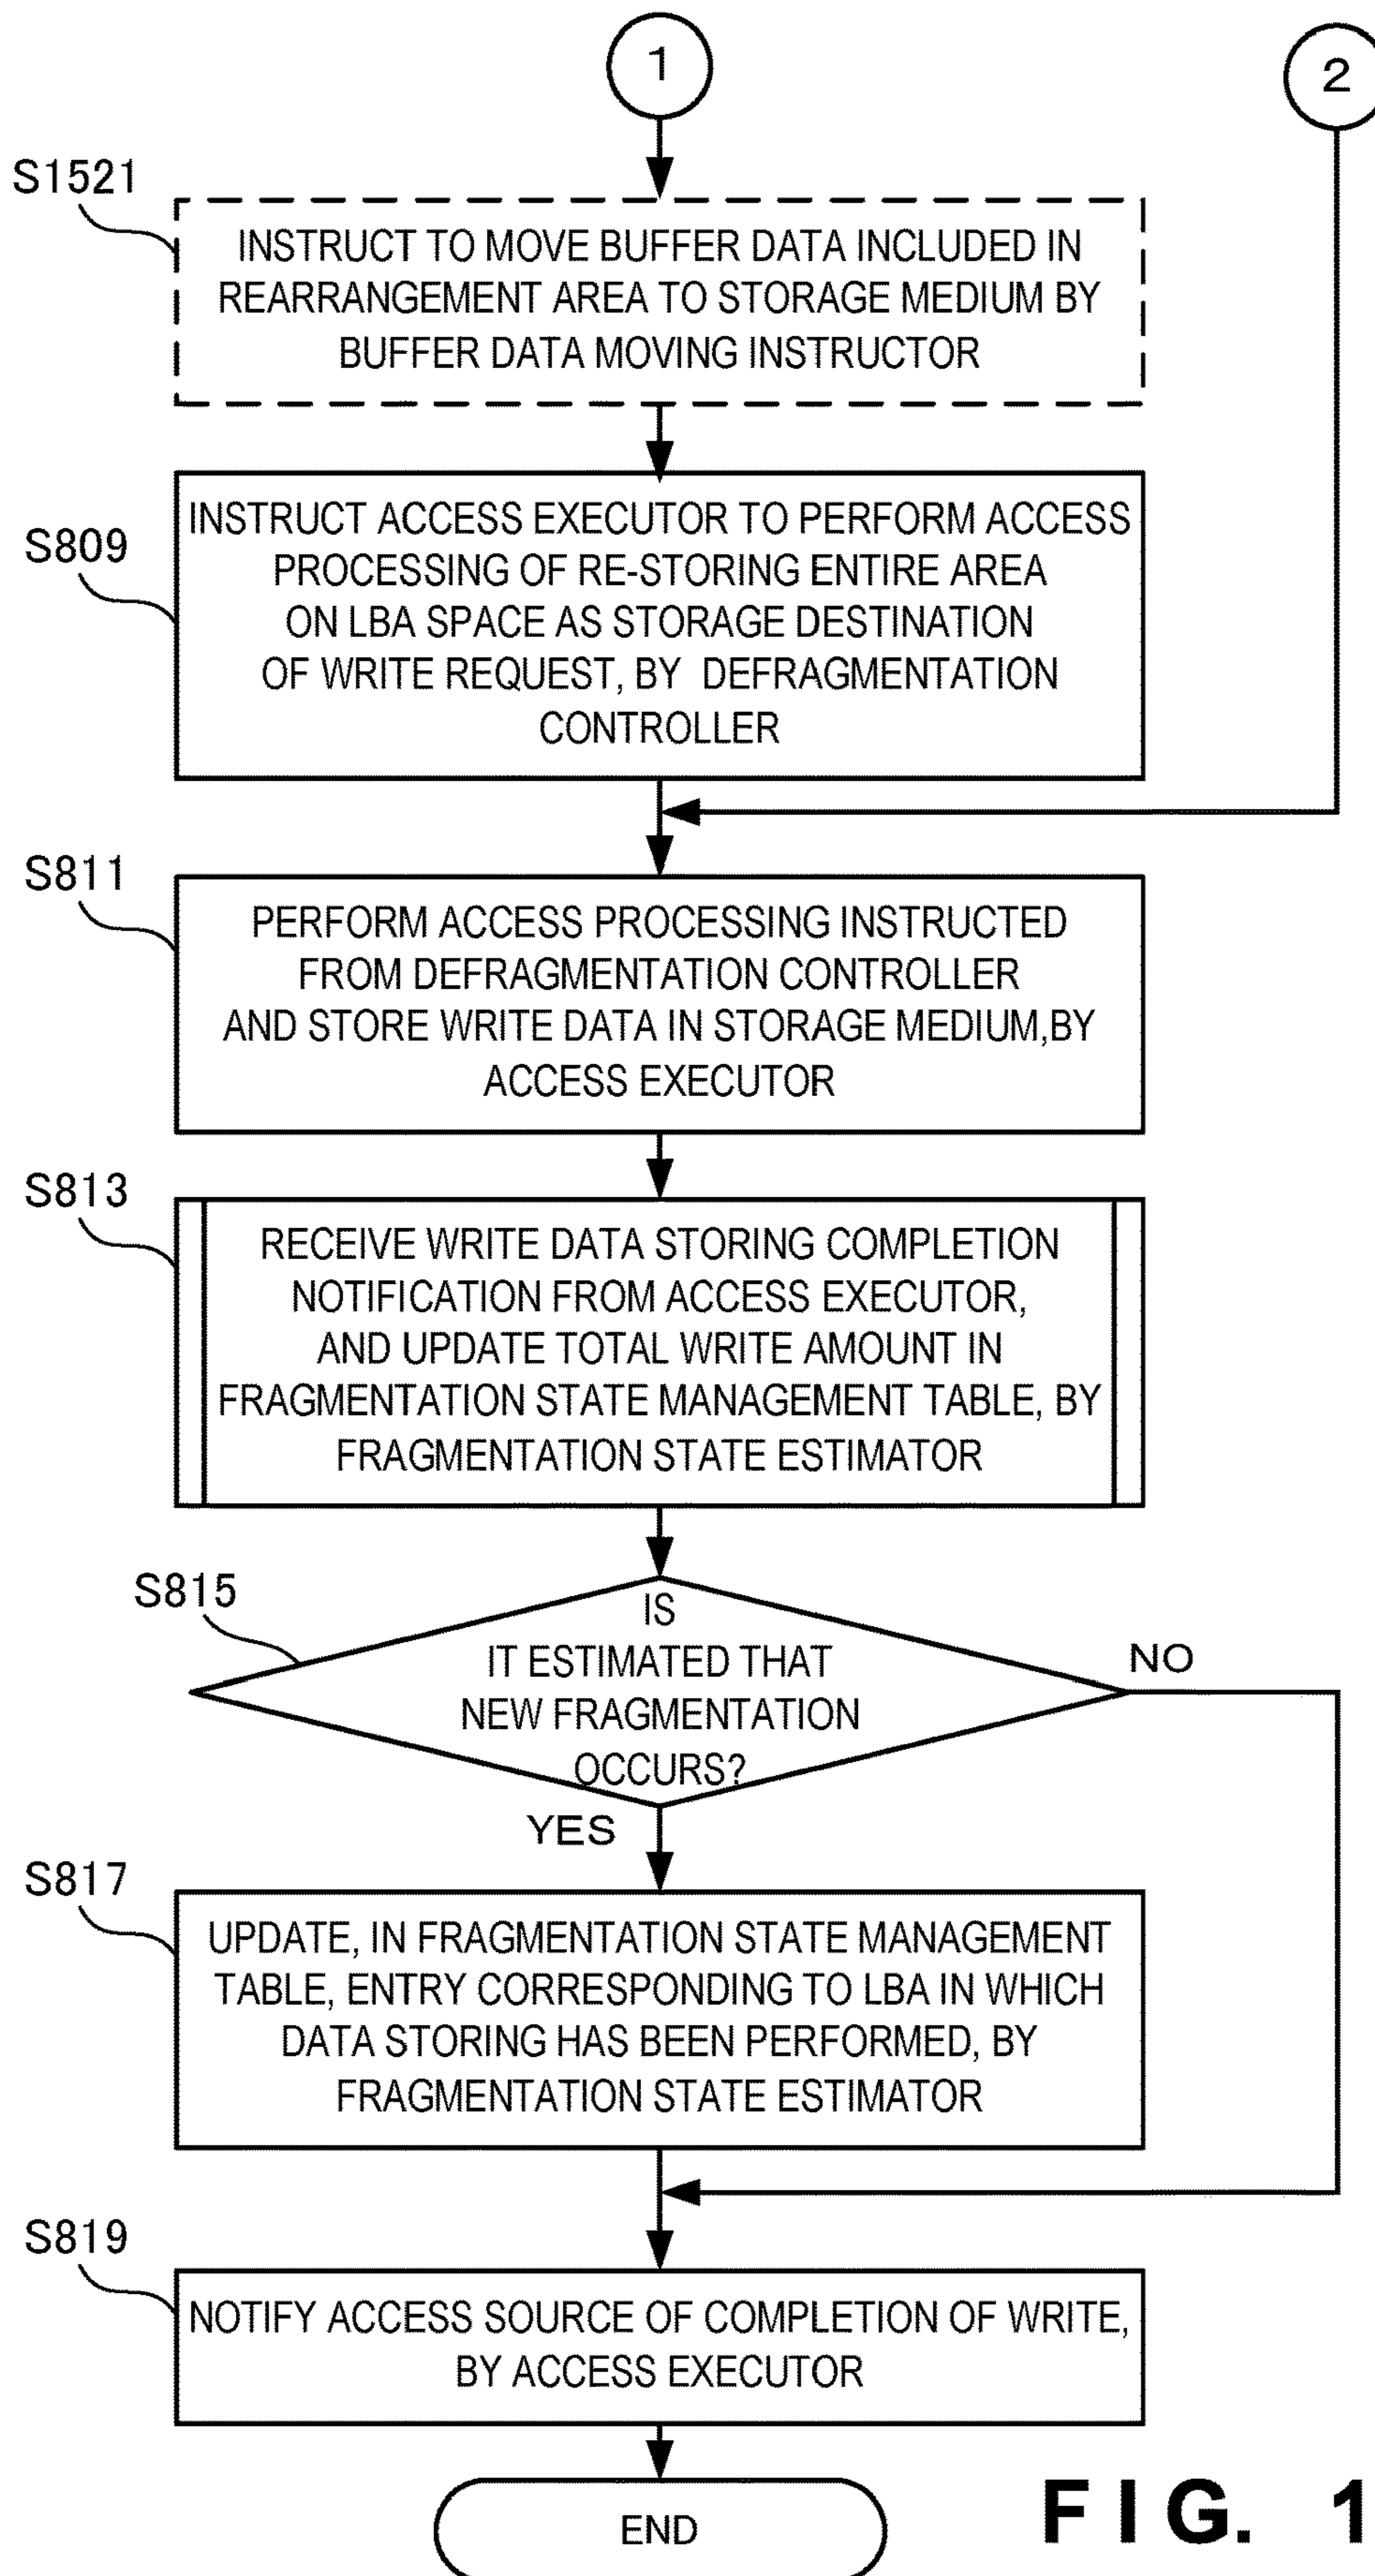 1
2
S1521
INSTRUCT TO MOVE BUFFER DATA INCLUDED IN
REARRANGEMENT AREA TO STORAGE MEDIUM BY
BUFFER DATA MOVING INSTRUCTOR
S809
INSTRUCT ACCESS EXECUTOR TO PERFORM ACCESS
PROCESSING OF RE-STORING ENTIRE AREA
ON LBA SPACE AS STORAGE DESTINATION
OF WRITE REQUEST, BY DEFRAGMENTATION
CONTROLLER
S811
PERFORM ACCESS PROCESSING INSTRUCTED
FROM DEFRAGMENTATION CONTROLLER
AND STORE WRITE DATA IN STORAGE MEDIUM,BY
ACCESS EXECUTOR
S813
RECEIVE WRITE DATA STORING COMPLETION
NOTIFICATION FROM ACCESS EXECUTOR,
AND UPDATE TOTAL WRITE AMOUNT IN
FRAGMENTATION STATE MANAGEMENT TABLE, BY
FRAGMENTATION STATE ESTIMATOR
S815
IS
IT ESTIMATED THAT
NEW FRAGMENTATION
OCCURS?
NO
YES
S817
UPDATE, IN FRAGMENTATION STATE MANAGEMENT
TABLE, ENTRY CORRESPONDING TO LBA IN WHICH
DATA STORING HAS BEEN PERFORMED, BY
FRAGMENTATION STATE ESTIMATOR
S819
NOTIFY ACCESS SOURCE OF COMPLETION OF WRITE,
BY ACCESS EXECUTOR
END
FIG. 1